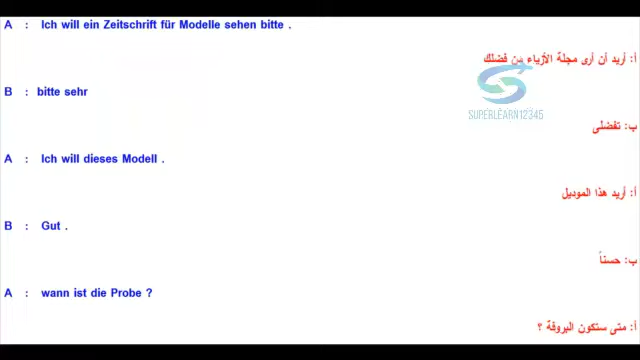 A : Ich will ein Zeitschrift für Modelle sehen bitte .
أ: أريد أن أرى مجلة الأزياء من فضلك
SUPERLEARN12345
B : bitte sehr
ب: تفضلى
A : Ich will dieses Modell .
أ: أريد هذا الموديل
B : Gut .
ب: حسناً
A : wann ist die Probe ?
أ: متى ستكون البروفة ؟